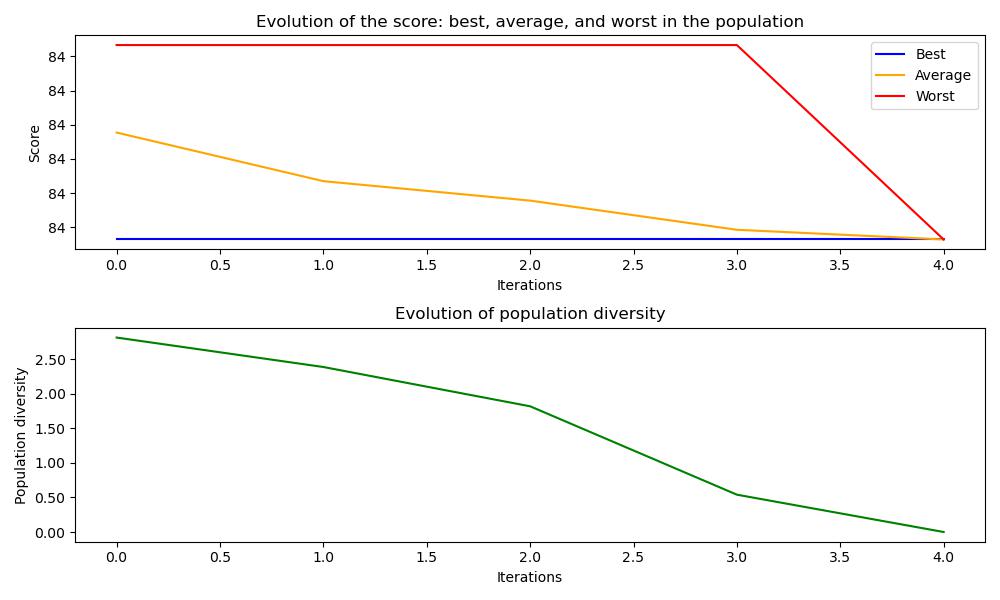 Evolution of the score: best, average, and worst in the population
84
84
84
84
84
84
Score
Best
Average
Worst
0.0 0.5 1.0 1.5 2.0 2.5 3.0 3.5 4.0
Iterations
Evolution of population diversity
2.50
2.00
1.50
1.00
0.50
0.00
Population diversity
0.0 0.5 1.0 1.5 2.0 2.5 3.0 3.5 4.0
Iterations